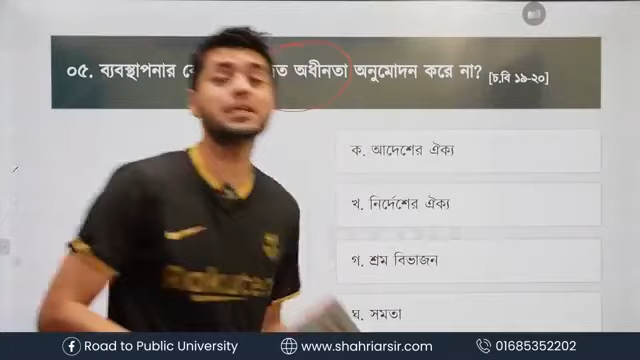 ০৫. ব্যবস্থাপনার অধীনতা অনুমোদন করে না? [চ.বি ১৯-২০]
ক. আদেশের ঐক্য
খ. নির্দেশের ঐক্য
গ. শ্রম বিভাজন
ঘ. সমতা
Road to Public University www.shahriarsir.com 01685352202